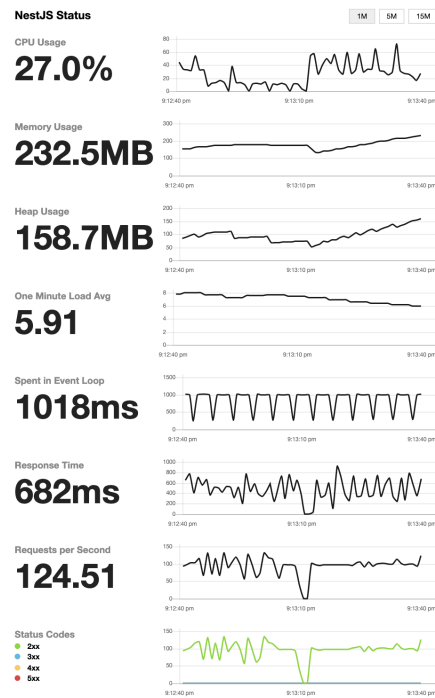 NestJS Status
1M 5M 15M
CPU Usage
27.0%
80
60
40
20
0
9:12:40 pm 9:13:10 pm 9:13:40 pm
Memory Usage
232.5MB
300
200
100
0
9:12:40 pm 9:13:10 pm 9:13:40 pm
Heap Usage
158.7MB
200
150
100
50
0
9:12:40 pm 9:13:10 pm 9:13:40 pm
One Minute Load Avg
5.91
8
6
4
2
0
9:12:40 pm 9:13:10 pm 9:13:40 pm
Spent in Event Loop
1018ms
1500
1000
500
0
9:12:40 pm 9:13:10 pm 9:13:40 pm
Response Time
682ms
1000
800
600
400
200
0
9:12:40 pm 9:13:10 pm 9:13:40 pm
Requests per Second
124.51
150
100
50
0
9:12:40 pm 9:13:10 pm 9:13:40 pm
Status Codes
2xx
3xx
4xx
5xx
150
100
50
0
9:12:40 pm 9:13:10 pm 9:13:40 pm